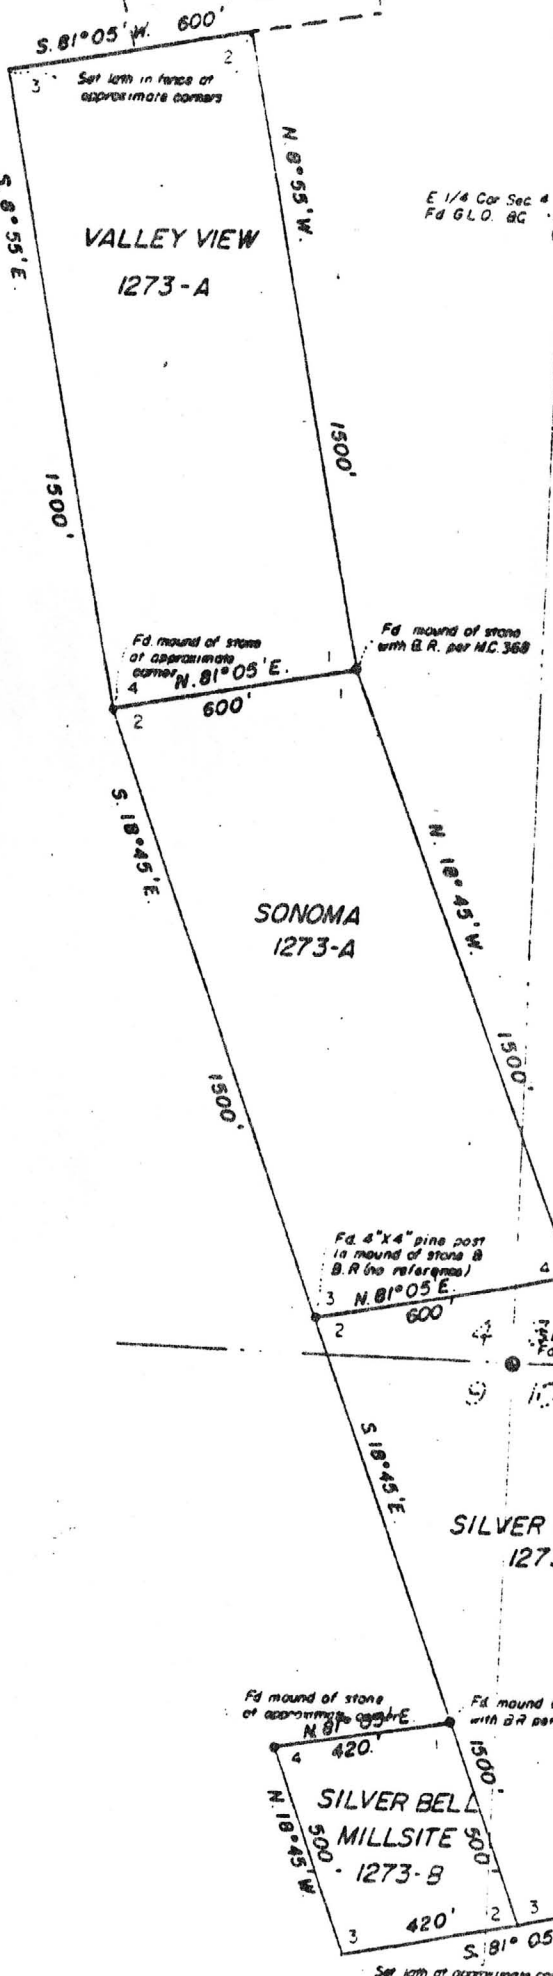 S. 81°05' W. 600'
3
2
Set lath in fence at
approximate corners
S 8°55' E.
N. 8°55' W.
E 1/4 Cor Sec 4
Fd G L O. BC
VALLEY VIEW
1273-A
1500'
1500'
Fd. mound of stone
at approximate
corner
4
N. 81°05' E.
600'
2
1
1
Fd mound of stone
with B.R. per M.C. 368
S. 18°45' E.
N. 18°45' W.
SONOMA
1273-A
1500'
1500'
Fd. 4"X4" pine post
in mound of stone &
B.R (no reference)
3
N. 81°05' E.
600'
4
2
4
9
S 18°45' E.
SILVER
127
Fd mound of stone
at approximate
N. 81° E
420.'
4
1
Fd mound
with B R per
1500'
SILVER BELL
MILLSITE
1273-B
N. 18°45' W
500'
500'
3
420'
2
3
S. 81° 05
Set lath at approximate